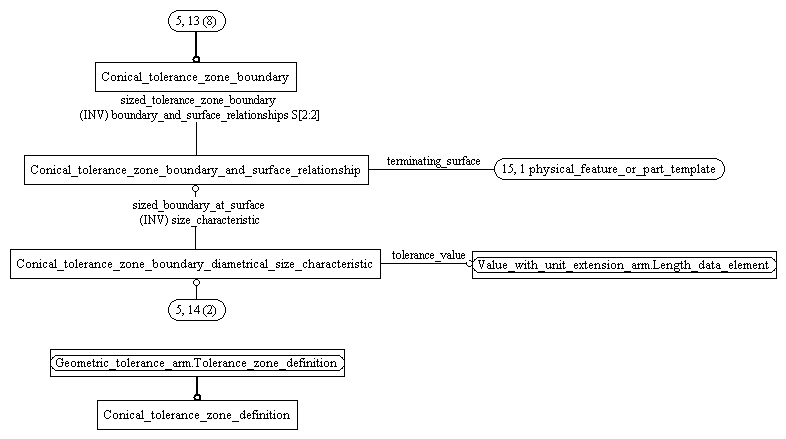 5, 13 (8)
Conical_tolerance_zone_boundary
sized_tolerance_zone_boundary
(INV) boundary_and_surface_relationships S[2:2]
Conical_tolerance_zone_boundary_and_surface_relationship
terminating_surface
15, 1 physical_feature_or_part_template
sized_boundary_at_surface
(INV) size_characteristic
Conical_tolerance_zone_boundary_diametrical_size_characteristic
tolerance_value
Value_with_unit_extension_arm.Length_data_element
5, 14 (2)
Geometric_tolerance_arm.Tolerance_zone_definition
Conical_tolerance_zone_definition